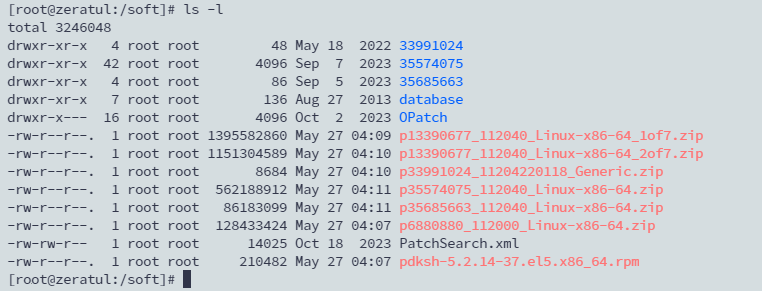 [root@zeratul:/soft]# ls -l
total 3246048
drwxr-xr-x   4 root root         48 May 18  2022 33991024
drwxr-xr-x  42 root root       4096 Sep  7  2023 35574075
drwxr-xr-x   4 root root         86 Sep  5  2023 35685663
drwxr-xr-x   7 root root        136 Aug 27  2013 database
drwxr-x---  16 root root       4096 Oct  2  2023 OPatch
-rw-r--r--.  1 root root 1395582860 May 27 04:09 p13390677_112040_Linux-x86-64_1of7.zip
-rw-r--r--.  1 root root 1151304589 May 27 04:10 p13390677_112040_Linux-x86-64_2of7.zip
-rw-r--r--.  1 root root       8684 May 27 04:10 p33991024_11204220118_Generic.zip
-rw-r--r--.  1 root root  562188912 May 27 04:11 p35574075_112040_Linux-x86-64.zip
-rw-r--r--.  1 root root   86183099 May 27 04:11 p35685663_112040_Linux-x86-64.zip
-rw-r--r--.  1 root root  128433424 May 27 04:07 p6880880_112000_Linux-x86-64.zip
-rw-rw-r--   1 root root      14025 Oct 18  2023 PatchSearch.xml
-rw-r--r--.  1 root root     210482 May 27 04:07 pdksh-5.2.14-37.el5.x86_64.rpm
[root@zeratul:/soft]#